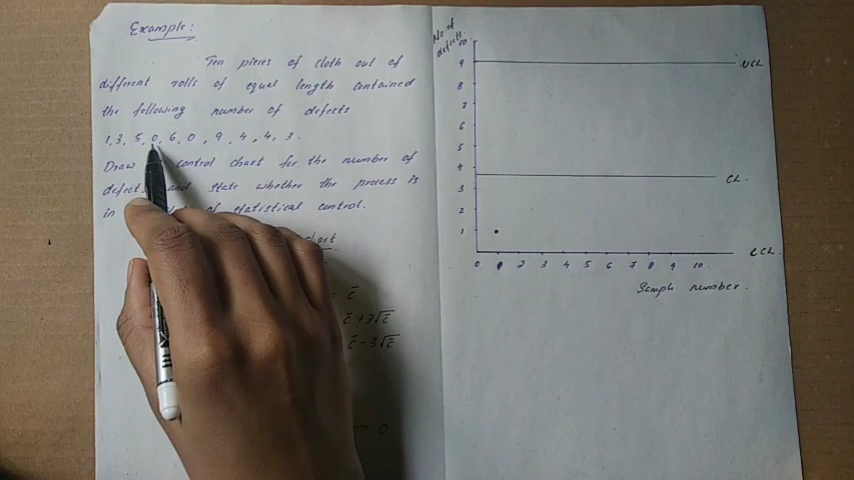 Example:
Ten pieces of cloth out of
different rolls of equal length contained
the following number of defects
1, 3, 5, 0, 6, 0, 9, 4, 4, 3.
Draw control chart for the number of
defects and state whether the process is
in of statistical control.
chart
= c̄
c̄ + 3√c̄
c̄ - 3√c̄
= 0
No of
defects
10
9
8
7
6
5
4
3
2
1
UCL
CL
LCL
0 1 2 3 4 5 6 7 8 9 10
Sample number